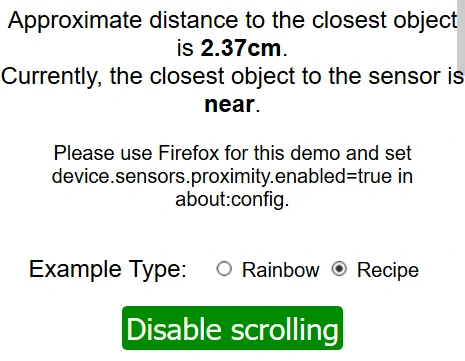 Approximate distance to the closest object
is 2.37cm.
Currently, the closest object to the sensor is
near.
Please use Firefox for this demo and set
device.sensors.proximity.enabled=true in
about:config.
Example Type: Rainbow Recipe
Disable scrolling